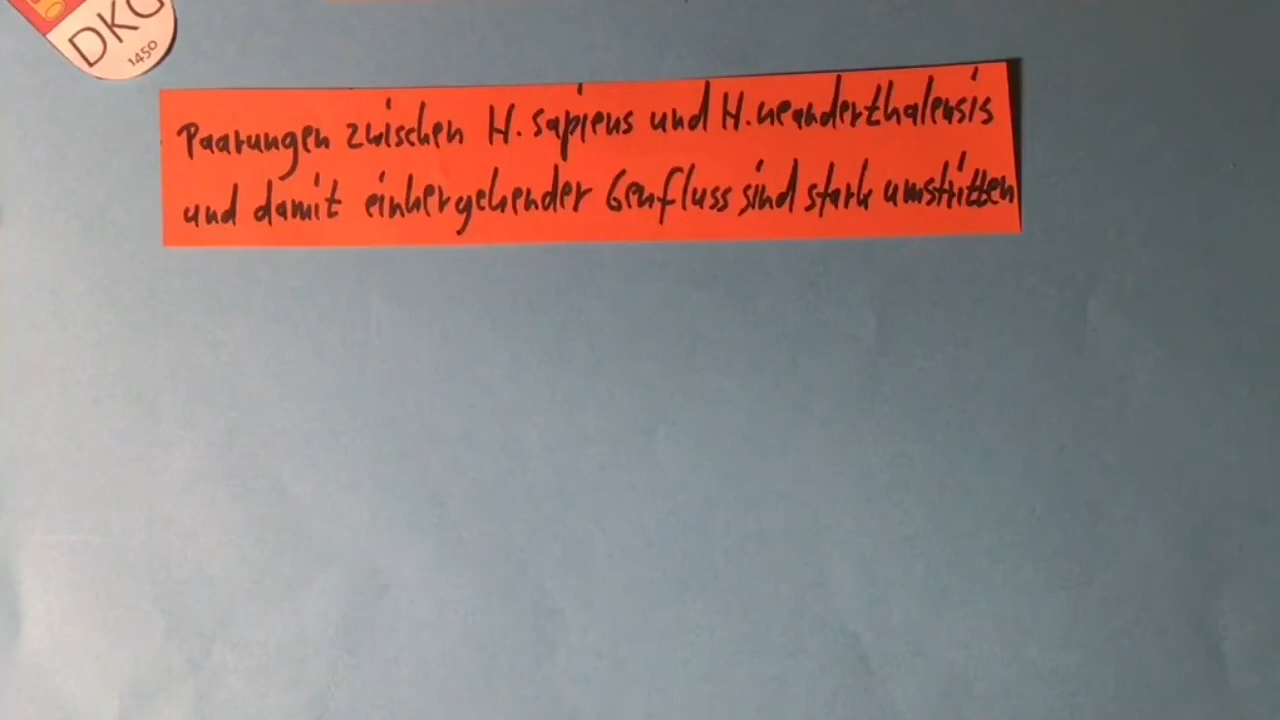 DKG
1450
Paarungen zwischen H. sapiens und H. neanderthalensis
und damit einhergehender Genfluss sind stark umstritten